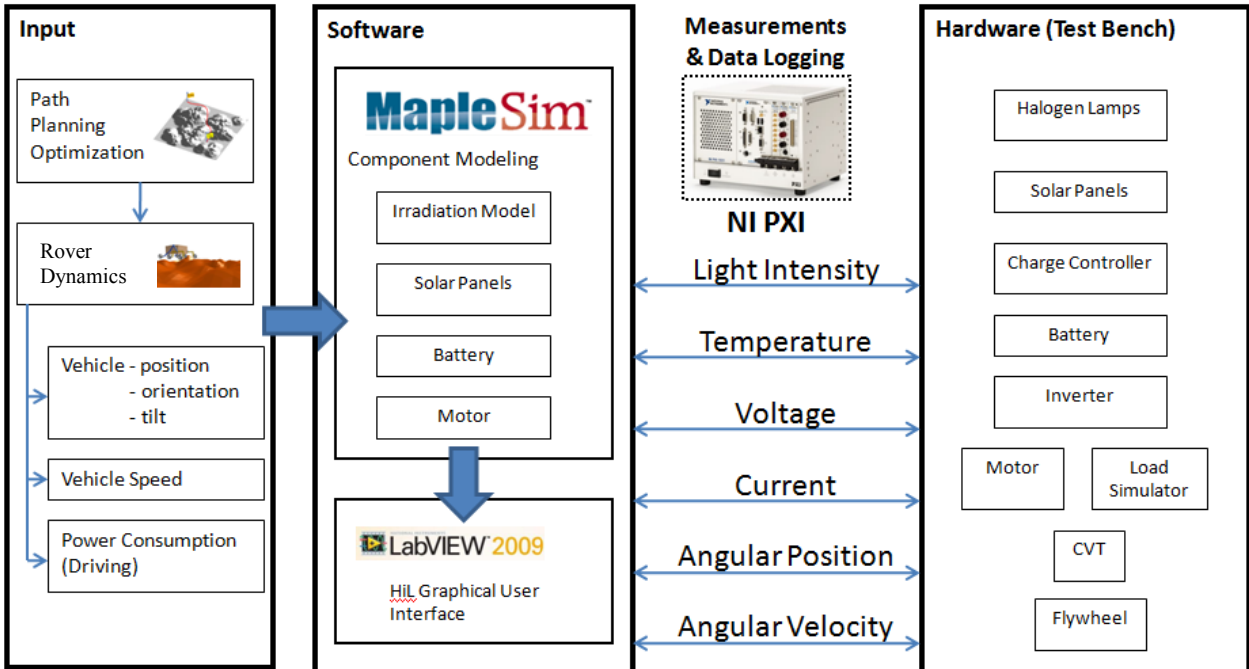 Input
Path
Planning
Optimization
Rover
Dynamics
Vehicle - position
- orientation
- tilt
Vehicle Speed
Power Consumption
(Driving)
Software
MapleSim™
Component Modeling
Irradiation Model
Solar Panels
Battery
Motor
LabVIEW™ 2009
HiL Graphical User
Interface
Measurements
& Data Logging
NI PXI
Light Intensity
Temperature
Voltage
Current
Angular Position
Angular Velocity
Hardware (Test Bench)
Halogen Lamps
Solar Panels
Charge Controller
Battery
Inverter
Motor
Load
Simulator
CVT
Flywheel